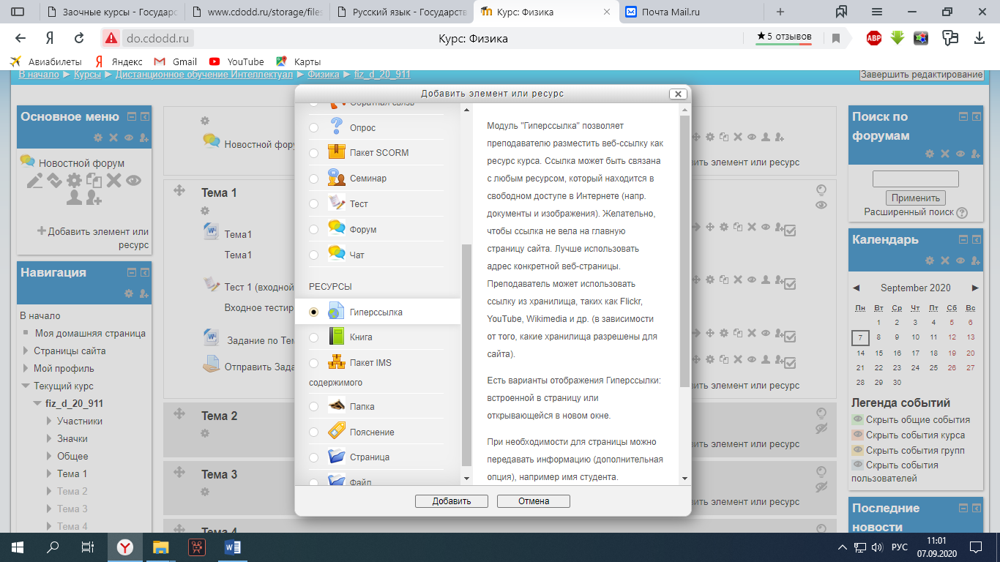 Заочные курсы - Государс
www.cdodd.ru/storage/files
Русский язык - Государств
Курс: Физика
Почта Mail.ru
do.cdodd.ru
Курс: Физика
★5 отзывов
ABP
Авиабилеты
Яндекс
Gmail
YouTube
Карты
В начало ► Курсы ► Дистанционное обучение Интеллектуал ► Физика ► fiz_d_20_911
Завершить редактирование
Основное меню
Новостной форум
Добавить элемент или
ресурс
Навигация
В начало
Моя домашняя страница
Страницы сайта
Мой профиль
Текущий курс
fiz_d_20_911
Участники
Значки
Общее
Тема 1
Тема 2
Тема 3
Тема 4
Новостной фору
вить элемент или ресурс
Тема 1
Тема1
Тема1
Тест 1 (входной
Входное тестир
Задание по Тем
Отправить Зада
вить элемент или ресурс
Тема 2
вить элемент или ресурс
Тема 3
вить элемент или ресурс
Тема 4
Добавить элемент или ресурс
Обратная связь
Опрос
Пакет SCORM
Семинар
Тест
Форум
Чат
РЕСУРСЫ
Гиперссылка
Книга
Пакет IMS
содержимого
Папка
Пояснение
Страница
Файл
Модуль "Гиперссылка" позволяет
преподавателю разместить веб-ссылку как
ресурс курса. Ссылка может быть связана
с любым ресурсом, который находится в
свободном доступе в Интернете (напр.
документы и изображения). Желательно,
чтобы ссылка не вела на главную
страницу сайта. Лучше использовать
адрес конкретной веб-страницы.
Преподаватель может использовать
ссылку из хранилища, таких как Flickr,
YouTube, Wikimedia и др. (в зависимости
от того, какие хранилища разрешены для
сайта).
Есть варианты отображения Гиперссылки:
встроенной в страницу или
открывающейся в новом окне.
При необходимости для страницы можно
передавать информацию (дополнительная
опция), например имя студента.
Добавить
Отмена
Поиск по
форумам
Применить
Расширенный поиск
Календарь
◄ September 2020 ►
Пн Вт Ср Чт Пт Сб Вс
1 2 3 4 5 6
7 8 9 10 11 12 13
14 15 16 17 18 19 20
21 22 23 24 25 26 27
28 29 30
Легенда событий
Скрыть общие события
Скрыть события курса
Скрыть события групп
Скрыть события
пользователей
Последние
новости
РУС
11:01
07.09.2020